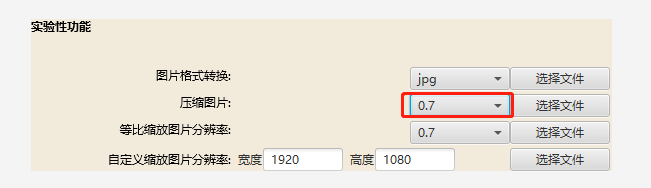 实验性功能
图片格式转换: jpg 选择文件
压缩图片: 0.7 选择文件
等比缩放图片分辨率: 0.7 选择文件
自定义缩放图片分辨率: 宽度 1920 高度 1080 选择文件